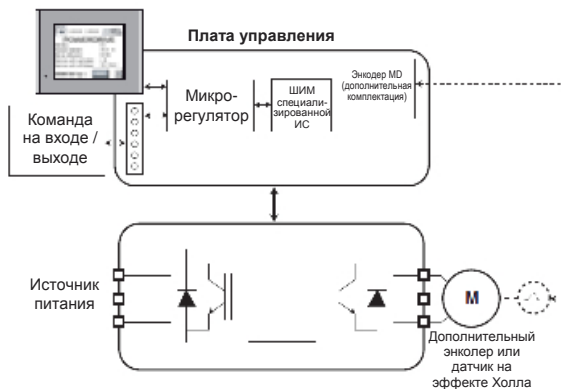 POWERDRIVE
Плата управления
Микро-
регулятор
ШИМ
специали-
зированной
ИС
Энкодер MD
(дополнительная
комплектация)
Команда
на входе /
выходе
Источник
питания
M
Дополнительный
энколер или
датчик на
эффекте Холла